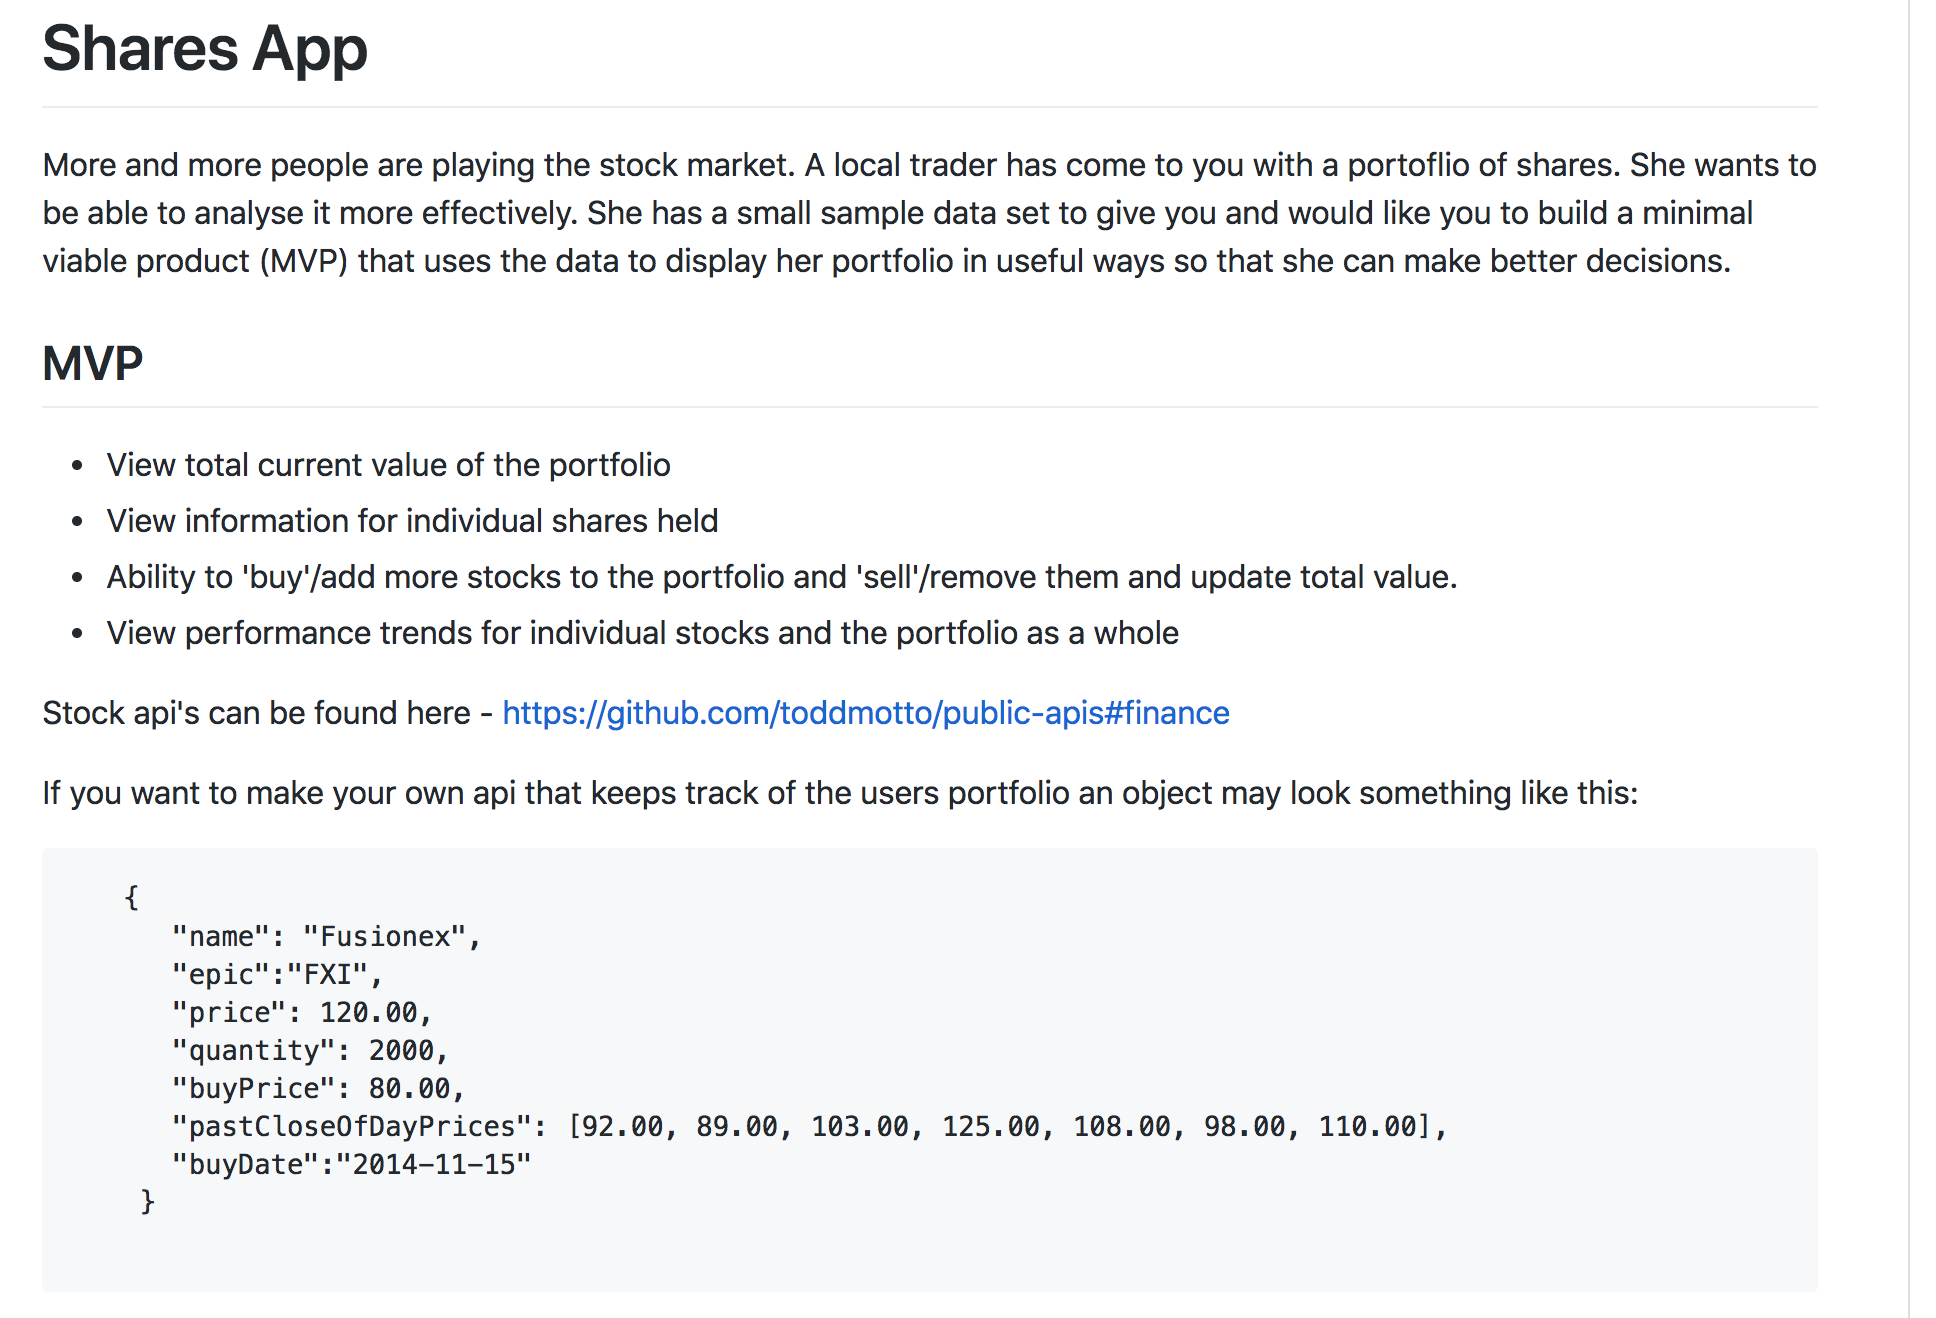 Shares App
More and more people are playing the stock market. A local trader has come to you with a portoflio of shares. She wants to
be able to analyse it more effectively. She has a small sample data set to give you and would like you to build a minimal
viable product (MVP) that uses the data to display her portfolio in useful ways so that she can make better decisions.
MVP
• View total current value of the portfolio
• View information for individual shares held
• Ability to 'buy'/add more stocks to the portfolio and 'sell'/remove them and update total value.
• View performance trends for individual stocks and the portfolio as a whole
Stock api's can be found here - https://github.com/toddmotto/public-apis#finance
If you want to make your own api that keeps track of the users portfolio an object may look something like this:
{
"name": "Fusionex",
"epic":"FXI",
"price": 120.00,
"quantity": 2000,
"buyPrice": 80.00,
"pastCloseOfDayPrices": [92.00, 89.00, 103.00, 125.00, 108.00, 98.00, 110.00],
"buyDate":"2014-11-15"
}